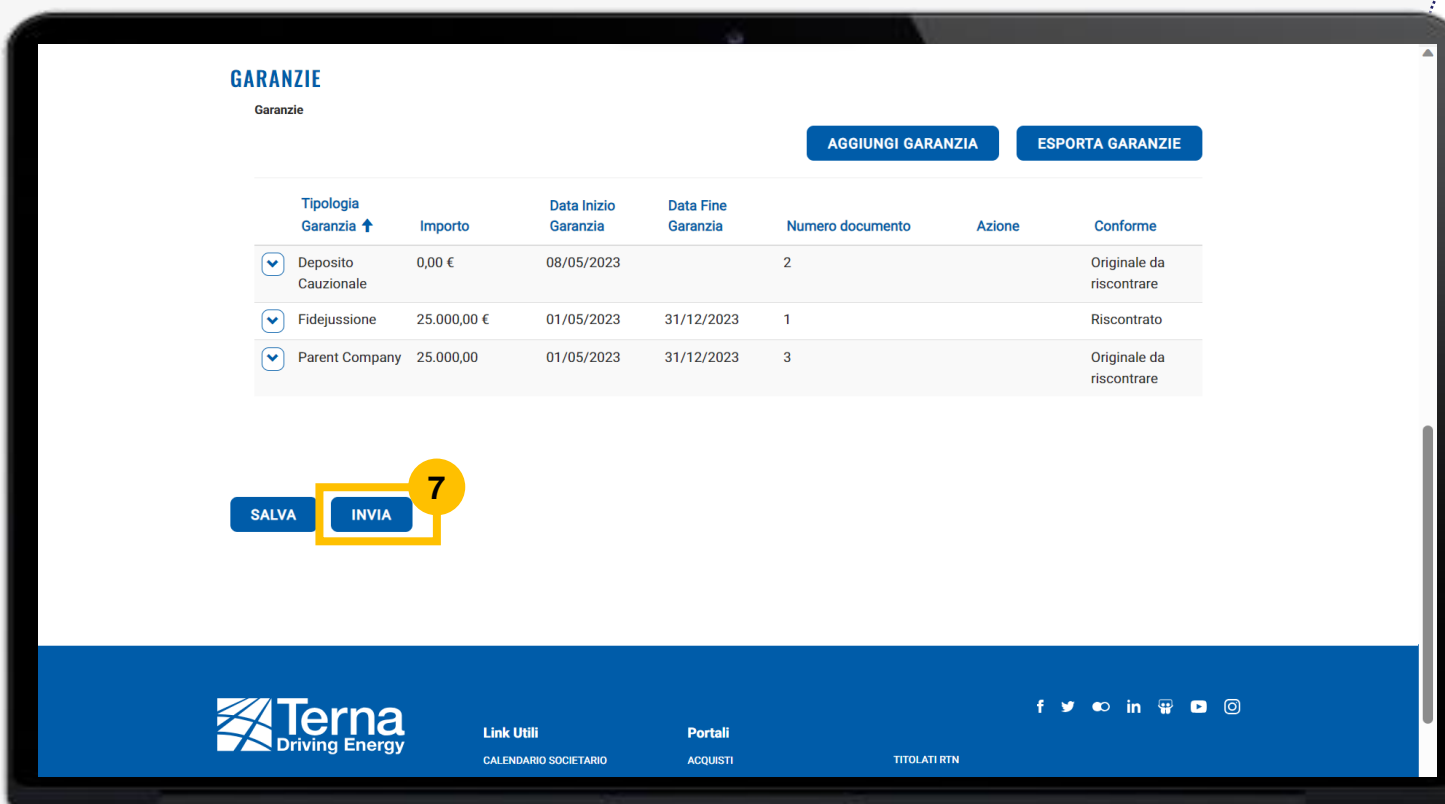 GARANZIE
Garanzie
AGGIUNGI GARANZIA ESPORTA GARANZIE
Tipologia Garanzia Importo Data Inizio Garanzia Data Fine Garanzia Numero documento Azione Conforme
Deposito Cauzionale 0,00 € 08/05/2023 2 Originale da riscontrare
Fidejussione 25.000,00 € 01/05/2023 31/12/2023 1 Riscontrato
Parent Company 25.000,00 01/05/2023 31/12/2023 3 Originale da riscontrare
7
SALVA INVIA
Terna
Driving Energy
Link Utili Portali
CALENDARIO SOCIETARIO ACQUISTI TITOLATI RTN